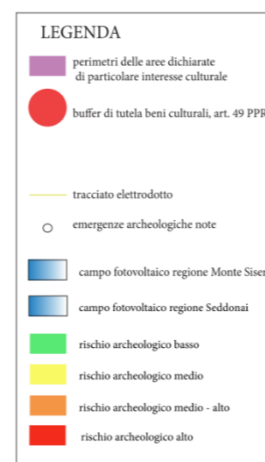 LEGENDA
perimetri delle aree dichiarate
di particolare interesse culturale
buffer di tutela beni culturali, art. 49 PPR
tracciato elettrodotto
emergenze archeologiche note
campo fotovoltaico regione Monte Siser
campo fotovoltaico regione Seddonai
rischio archeologico basso
rischio archeologico medio
rischio archeologico medio - alto
rischio archeologico alto